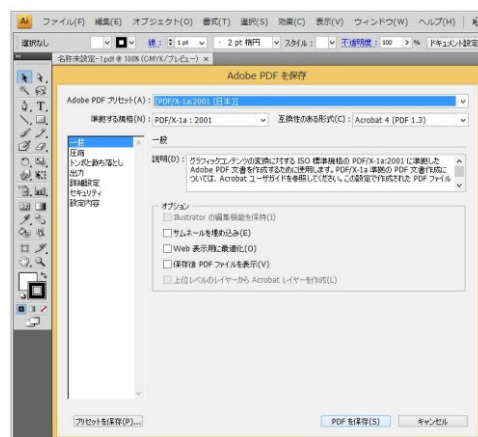 Ai ファイル(F) 編集(E) オブジェクト(O) 書式(T) 選択(S) 効果(C) 表示(V) ウィンドウ(W) ヘルプ(H)
選択なし 線: 1 pt 2 pt 楕円 スタイル: 不透明度: 100 % ドキュメント設定
名称未設定-1.pdf @ 100% (CMYK/プレビュー) ×
Adobe PDF を保存
Adobe PDF プリセット(A): [PDF/X-1a:2001 (日本)]
準拠する規格(N): PDF/X-1a : 2001 互換性のある形式(C): Acrobat 4 (PDF 1.3)
一般
圧縮
トンボと裁ち落とし
出力
詳細設定
セキュリティ
設定内容
一般
説明(D): グラフィックコンテンツの変換に対する ISO 標準規格の PDF/X-1a:2001 に準拠した
Adobe PDF 文書を作成するために使用します。PDF/X-1a 準拠の PDF 文書作成に
ついては、Acrobat ユーザガイドを参照してください。この設定で作成された PDF ファイル
オプション
Illustrator の編集機能を保持(I)
サムネールを埋め込み(E)
Web 表示用に最適化(O)
保存後 PDF ファイルを表示(V)
上位レベルのレイヤーから Acrobat レイヤーを作成(L)
プリセットを保存(P)... PDF を保存(S) キャンセル